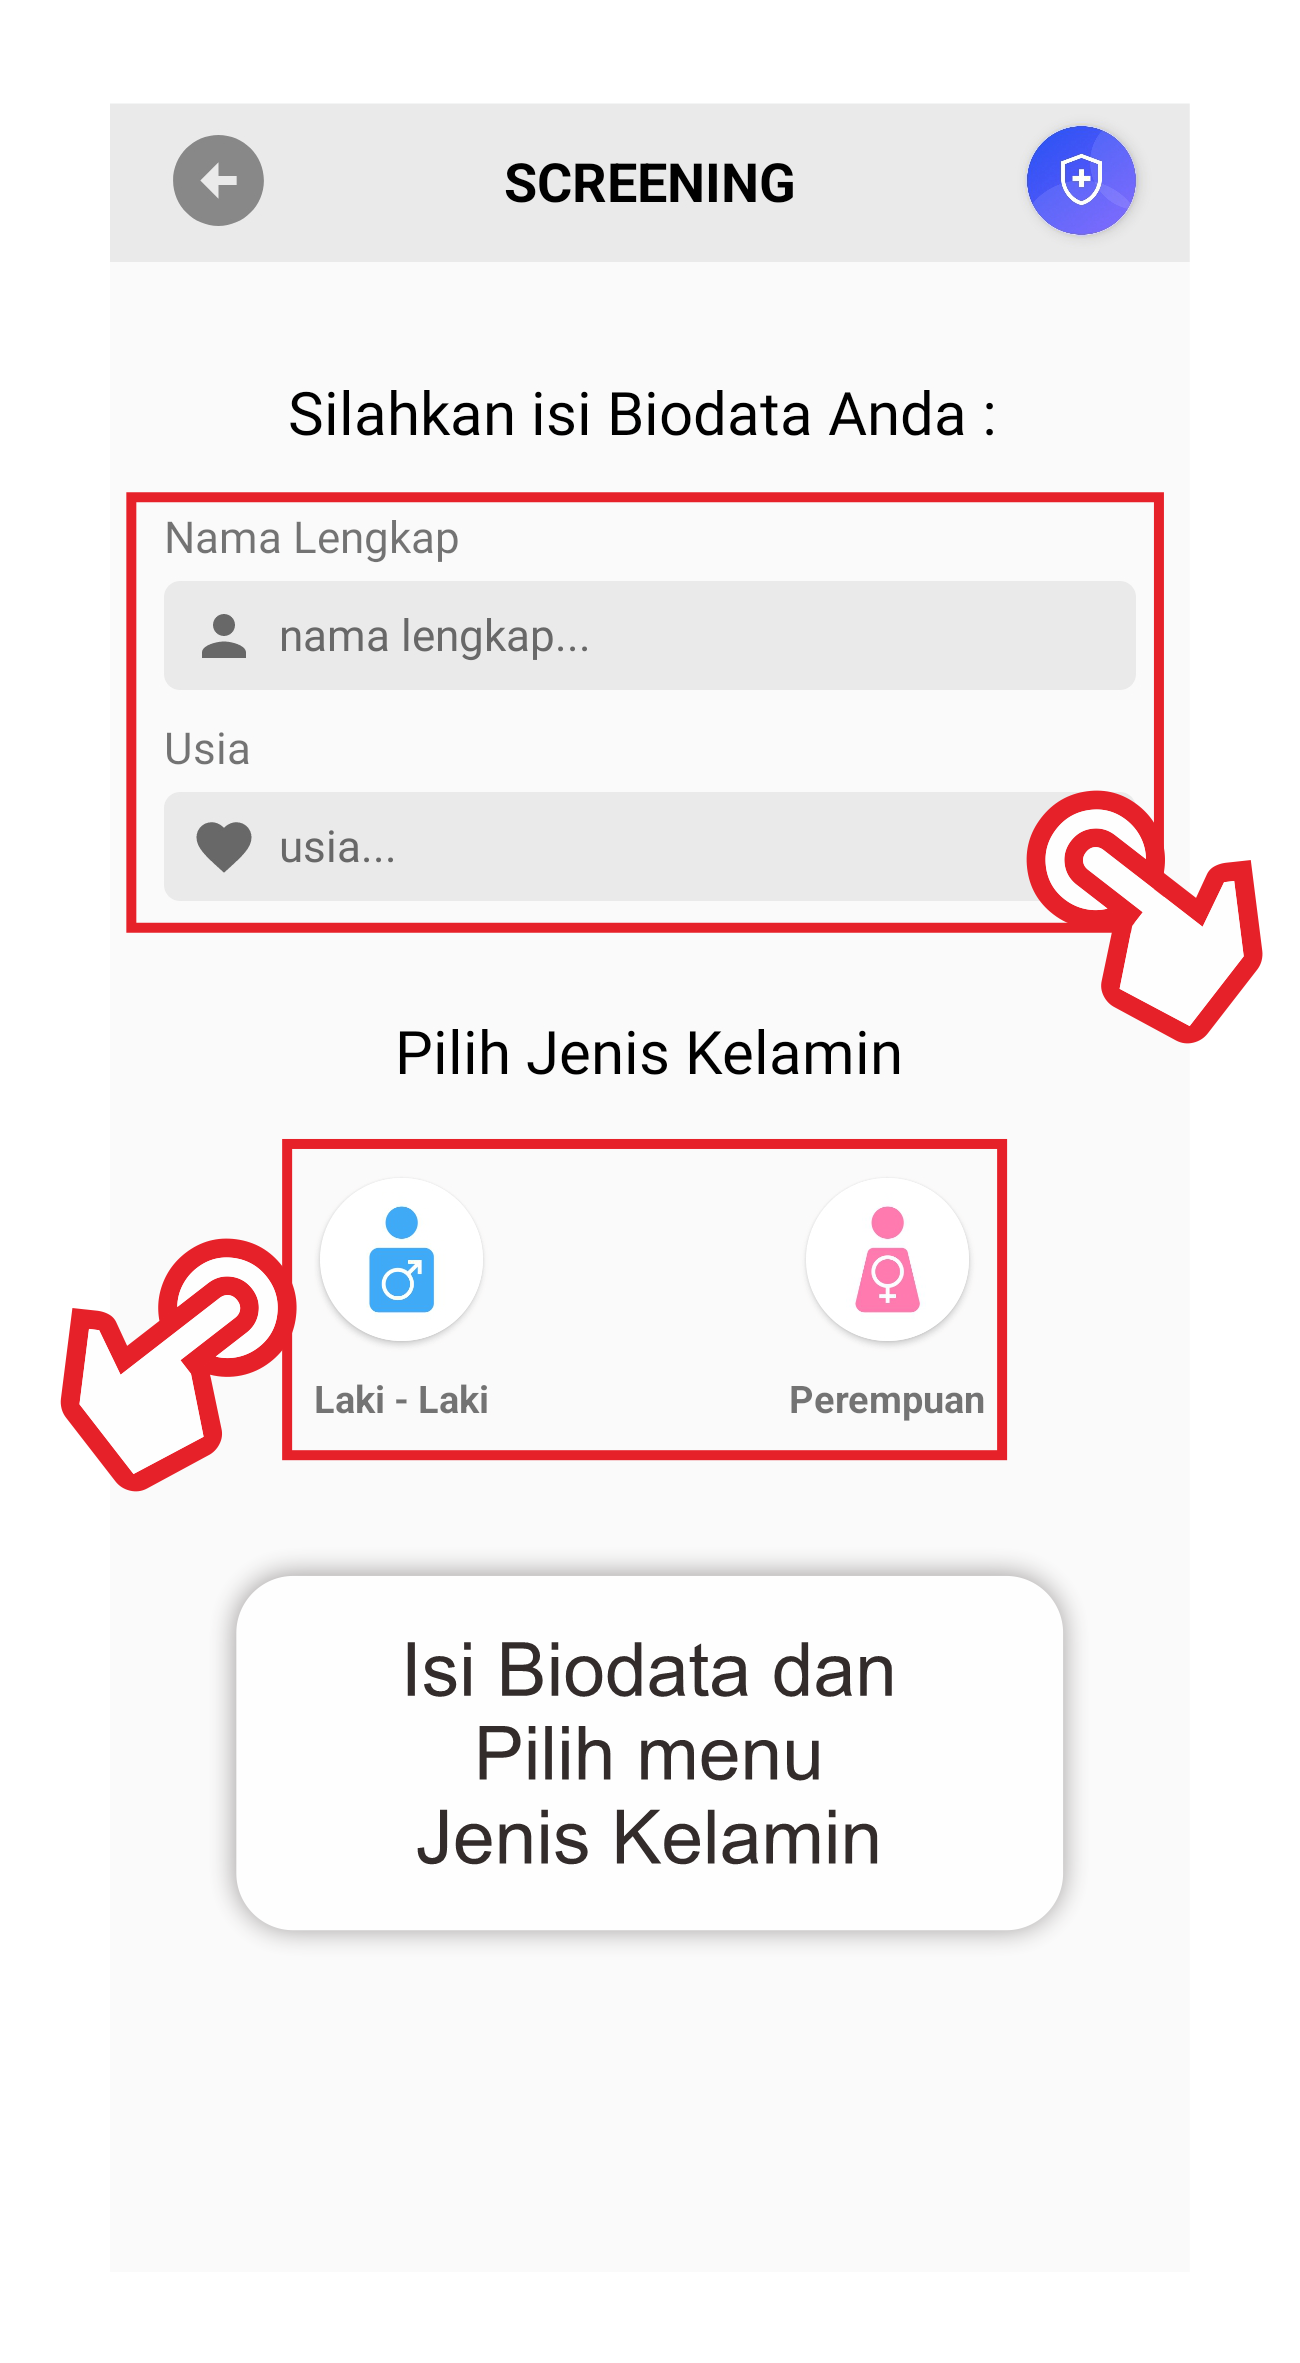 SCREENING
Silahkan isi Biodata Anda :
Nama Lengkap
nama lengkap...
Usia
usia...
Pilih Jenis Kelamin
Laki - Laki
Perempuan
Isi Biodata dan
Pilih menu
Jenis Kelamin